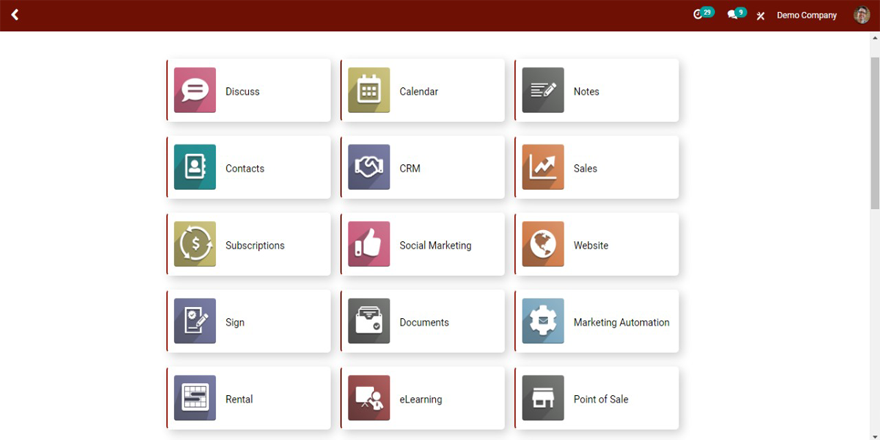 29
9
Demo Company
Discuss
Calendar
Notes
Contacts
CRM
Sales
Subscriptions
Social Marketing
Website
Sign
Documents
Marketing Automation
Rental
eLearning
Point of Sale